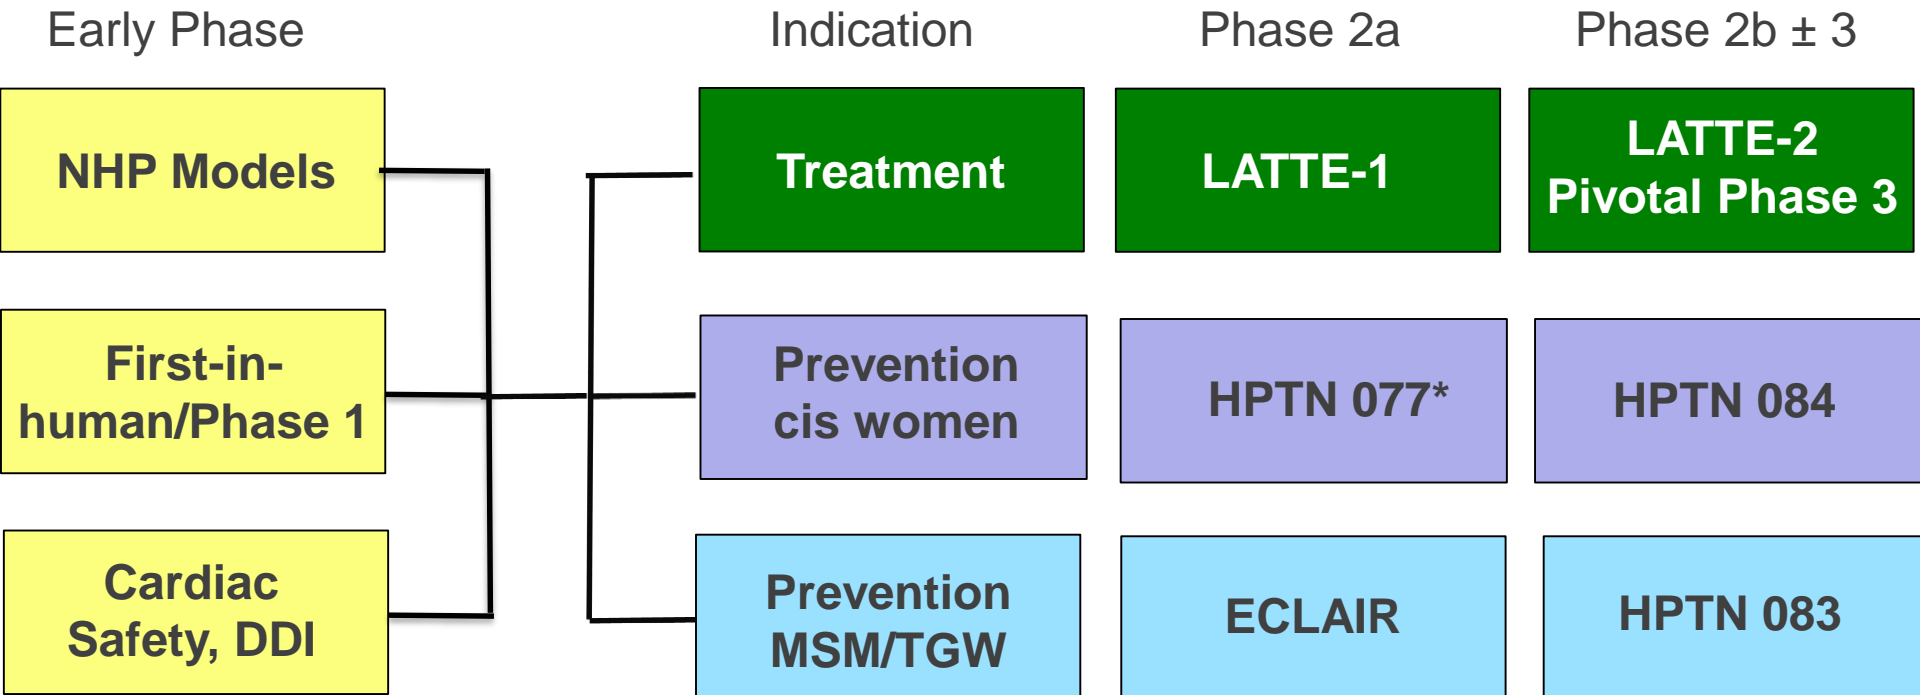 Early Phase
Indication
Phase 2a
Phase 2b ± 3
NHP Models
Treatment
LATTE-1
LATTE-2
Pivotal Phase 3
First-in-
human/Phase 1
Prevention
cis women
HPTN 077*
HPTN 084
Cardiac
Safety, DDI
Prevention
MSM/TGW
ECLAIR
HPTN 083